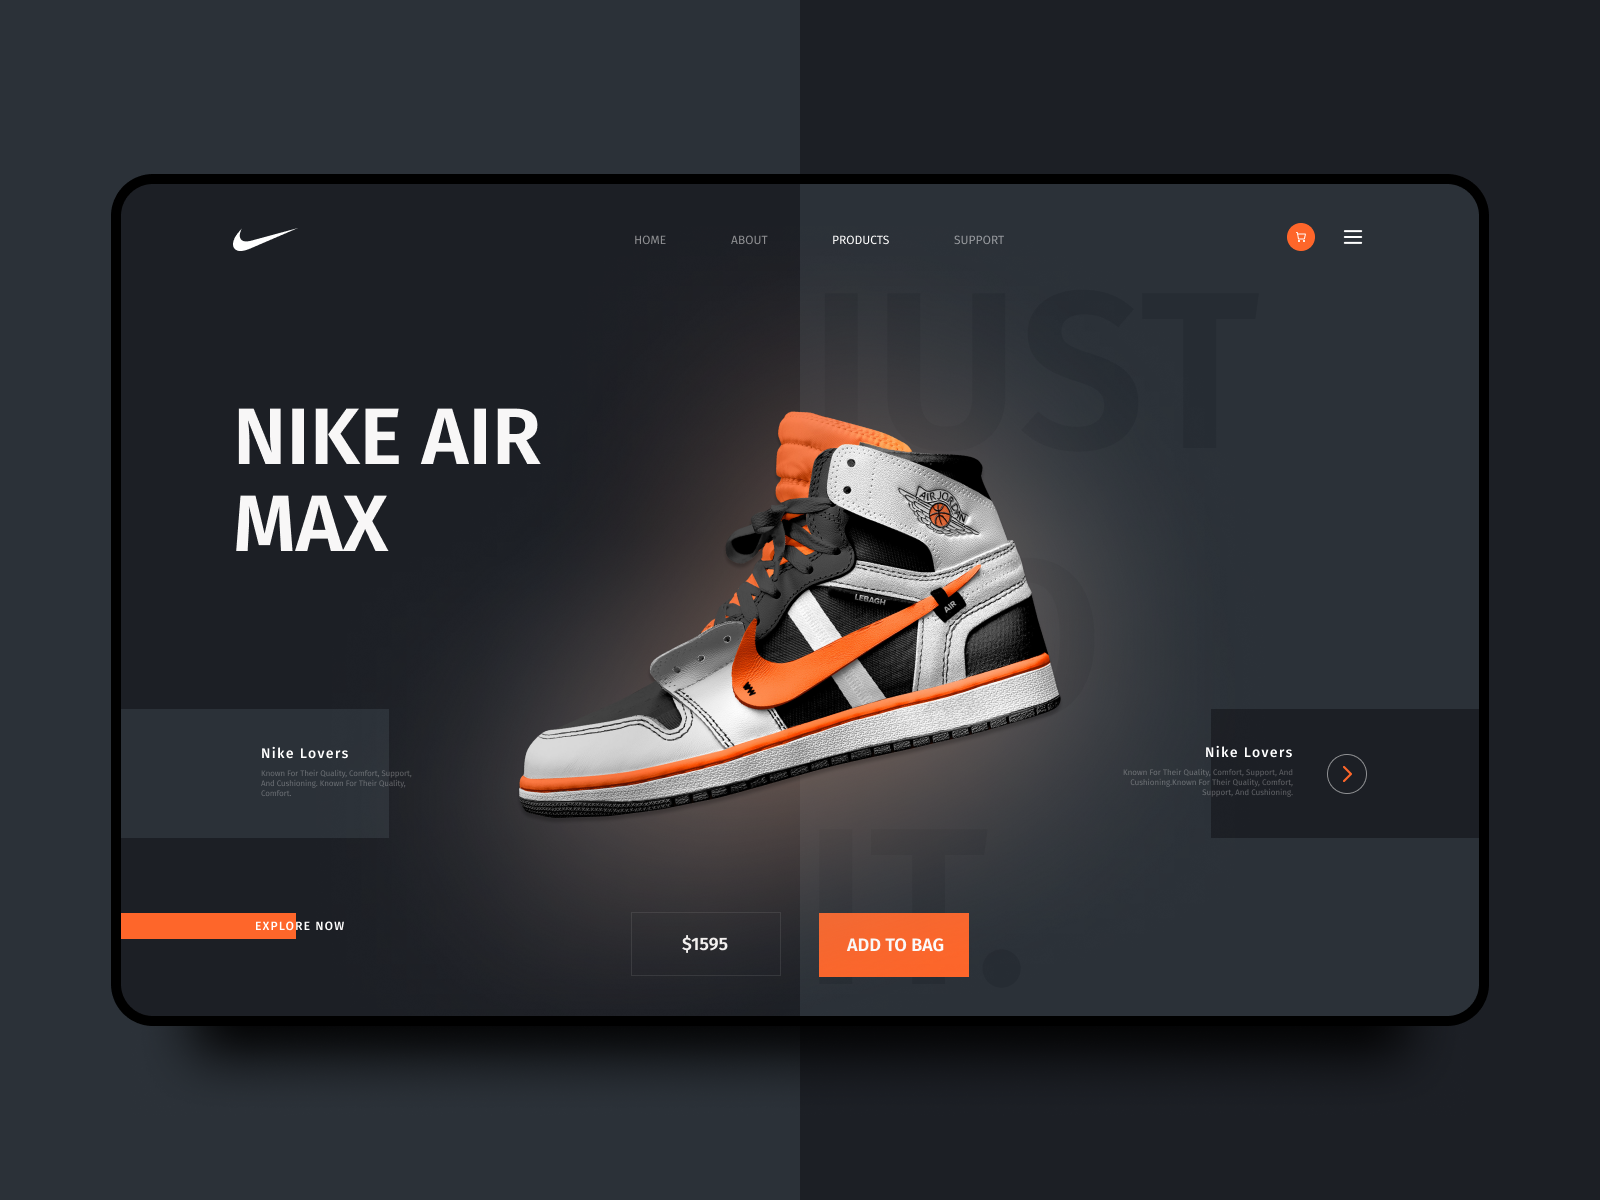 HOME ABOUT PRODUCTS SUPPORT
JUST
NIKE AIR
MAX
AIR JORDAN
LEBAGH
AIR
Nike Lovers
Known For Their Quality, Comfort, Support,
And Cushioning. Known For Their Quality,
Comfort.
Nike Lovers
Known For Their Quality, Comfort, Support, And
Cushioning.Known For Their Quality, Comfort,
Support, And Cushioning.
IT.
EXPLORE NOW
$1595
ADD TO BAG